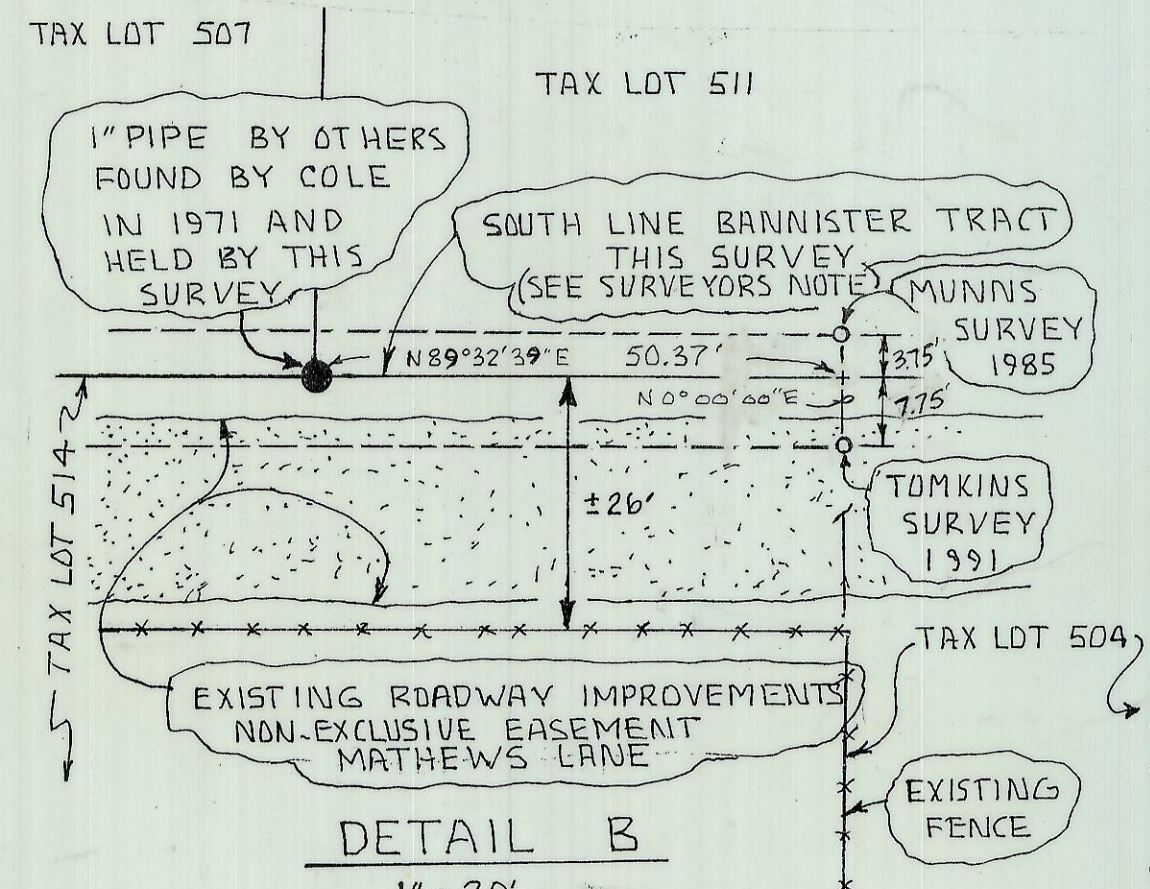 TAX LOT 507
TAX LOT 511
1" PIPE BY OTHERS
FOUND BY COLE
IN 1971 AND
HELD BY THIS
SURVEY
SOUTH LINE BANNISTER TRACT
THIS SURVEY
(SEE SURVEYORS NOTE)
MUNNS
SURVEY
1985
N89°32'39"E 50.37'
3.75'
N0°00'00"E
7.75'
TAX LOT 514
±26'
TOMKINS
SURVEY
1991
TAX LOT 504
EXISTING ROADWAY IMPROVEMENTS
NON-EXCLUSIVE EASEMENT
MATHEWS LANE
EXISTING
FENCE
DETAIL B